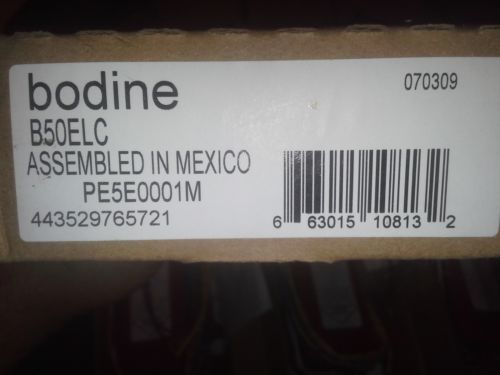 bodine
070309
B50ELC
ASSEMBLED IN MEXICO
PE5E0001M
443529765721
6 63015 10813 2